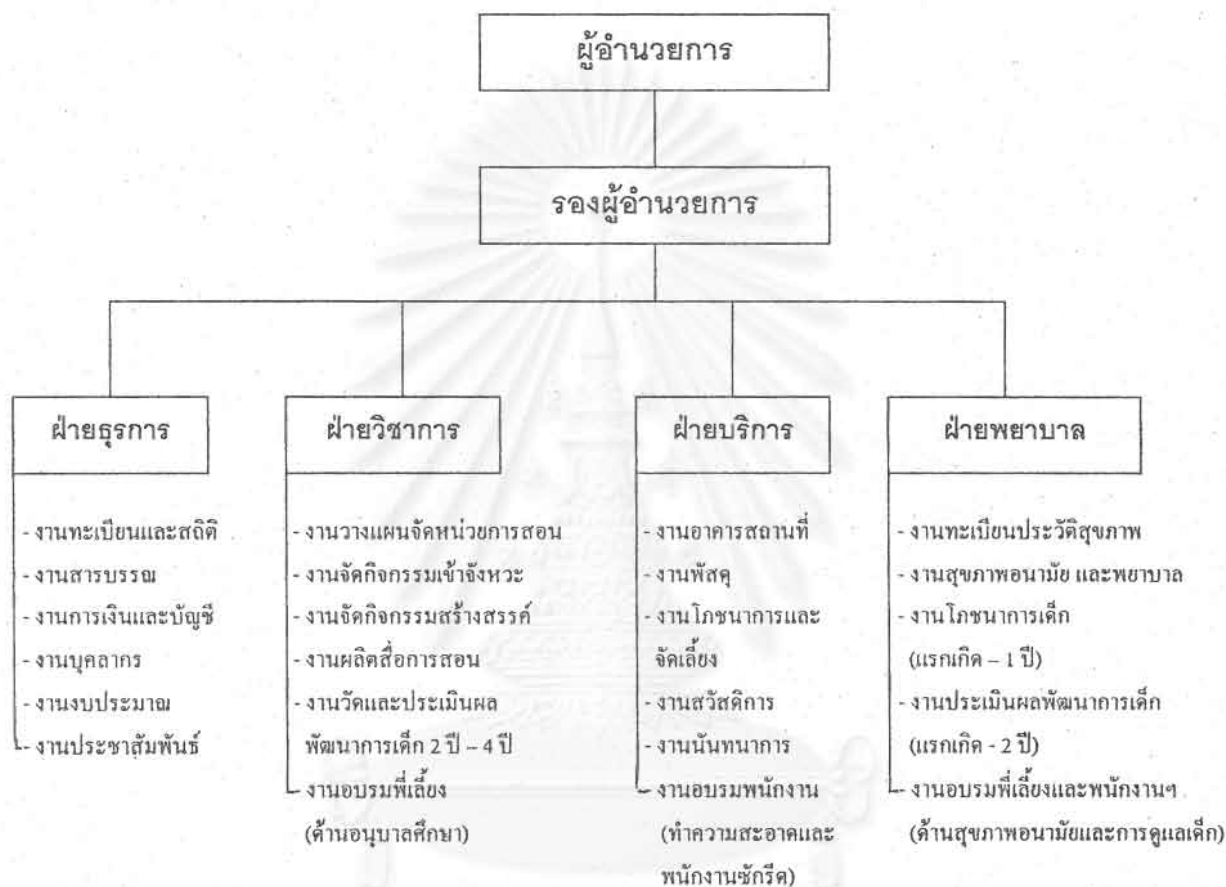 ผู้อำนวยการ
รองผู้อำนวยการ
ฝ่ายธุรการ
- งานทะเบียนและสถิติ
- งานสารบรรณ
- งานการเงินและบัญชี
- งานบุคลากร
- งานงบประมาณ
- งานประชาสัมพันธ์
ฝ่ายวิชาการ
- งานวางแผนจัดหน่วยการสอน
- งานจัดกิจกรรมเข้าจังหวะ
- งานจัดกิจกรรมสร้างสรรค์
- งานผลิตสื่อการสอน
- งานวัดและประเมินผล
พัฒนาการเด็ก 2 ปี – 4 ปี
- งานอบรมพี่เลี้ยง
(ด้านอนุบาลศึกษา)
ฝ่ายบริการ
- งานอาคารสถานที่
- งานพัสดุ
- งานโภชนาการและ
จัดเลี้ยง
- งานสวัสดิการ
- งานนันทนาการ
- งานอบรมพนักงาน
(ทำความสะอาดและ
พนักงานซักรีด)
ฝ่ายพยาบาล
- งานทะเบียนประวัติสุขภาพ
- งานสุขภาพอนามัย และพยาบาล
- งานโภชนาการเด็ก
(แรกเกิด – 1 ปี)
- งานประเมินผลพัฒนาการเด็ก
(แรกเกิด - 2 ปี)
- งานอบรมพี่เลี้ยงและพนักงานฯ
(ด้านสุขภาพอนามัยและการดูแลเด็ก)